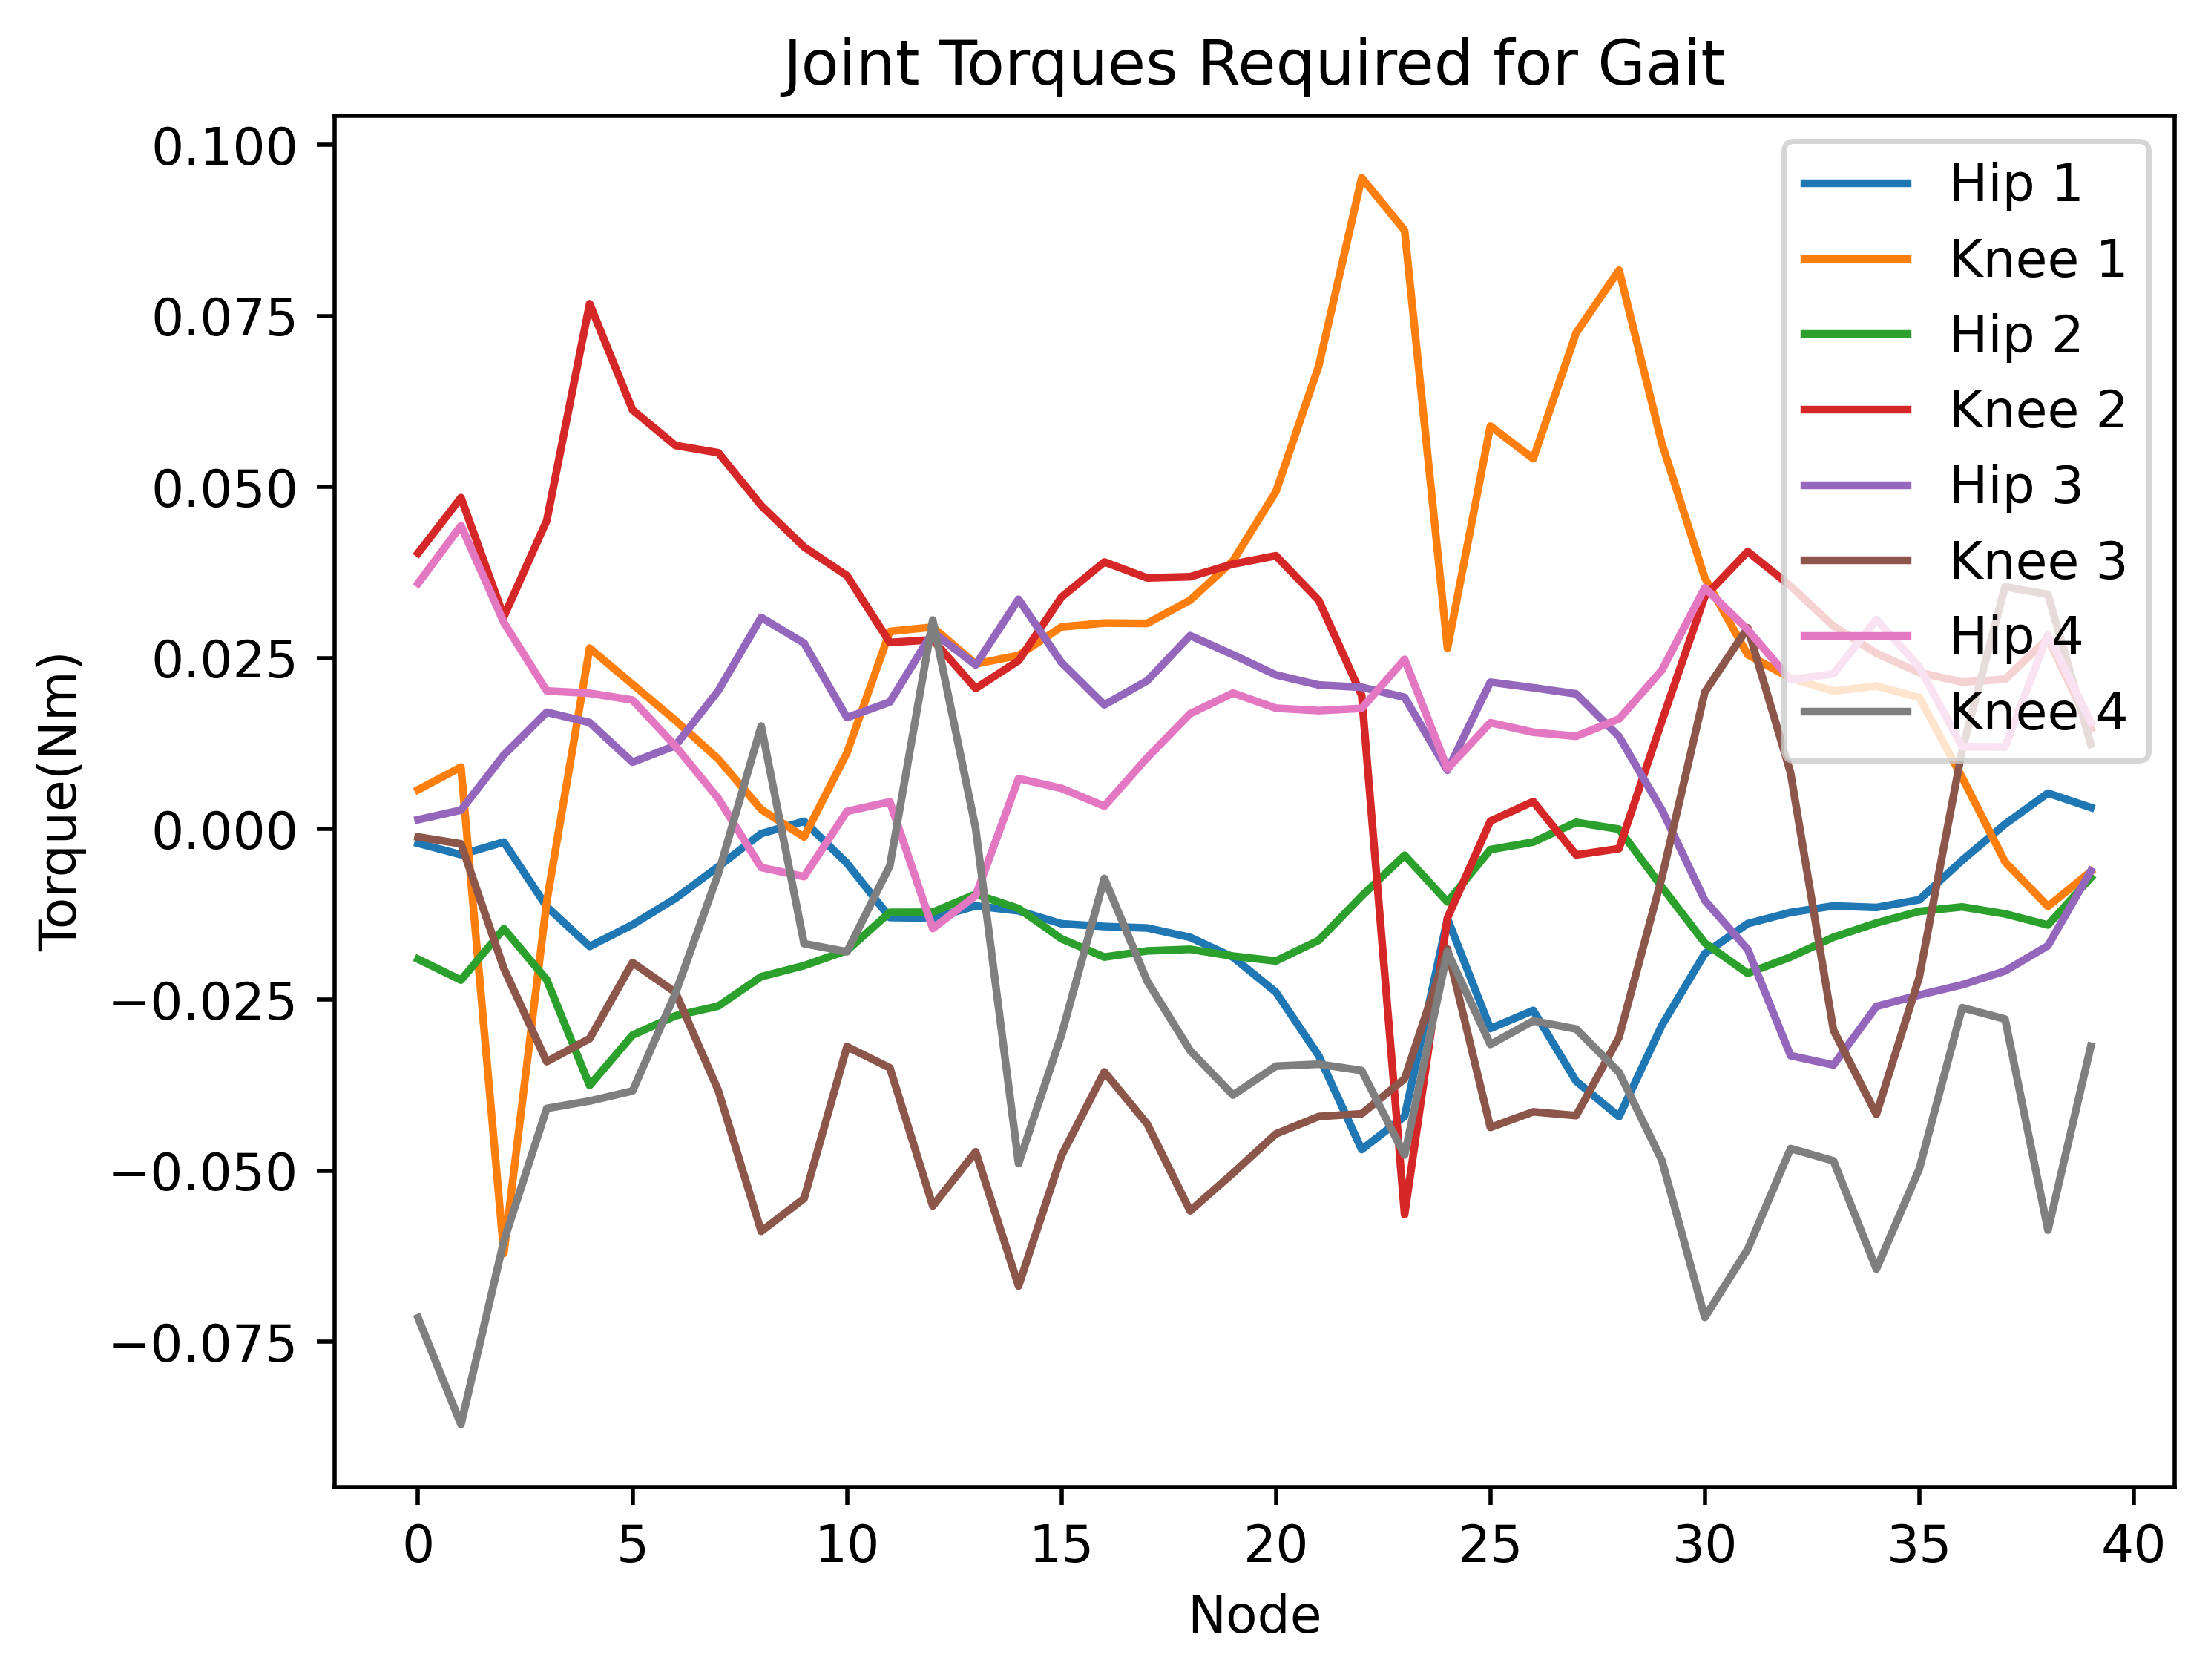 Joint Torques Required for Gait
0.100
0.075
0.050
0.025
0.000
−0.025
−0.050
−0.075
Torque(Nm)
Hip 1
Knee 1
Hip 2
Knee 2
Hip 3
Knee 3
Hip 4
Knee 4
0 5 10 15 20 25 30 35 40
Node